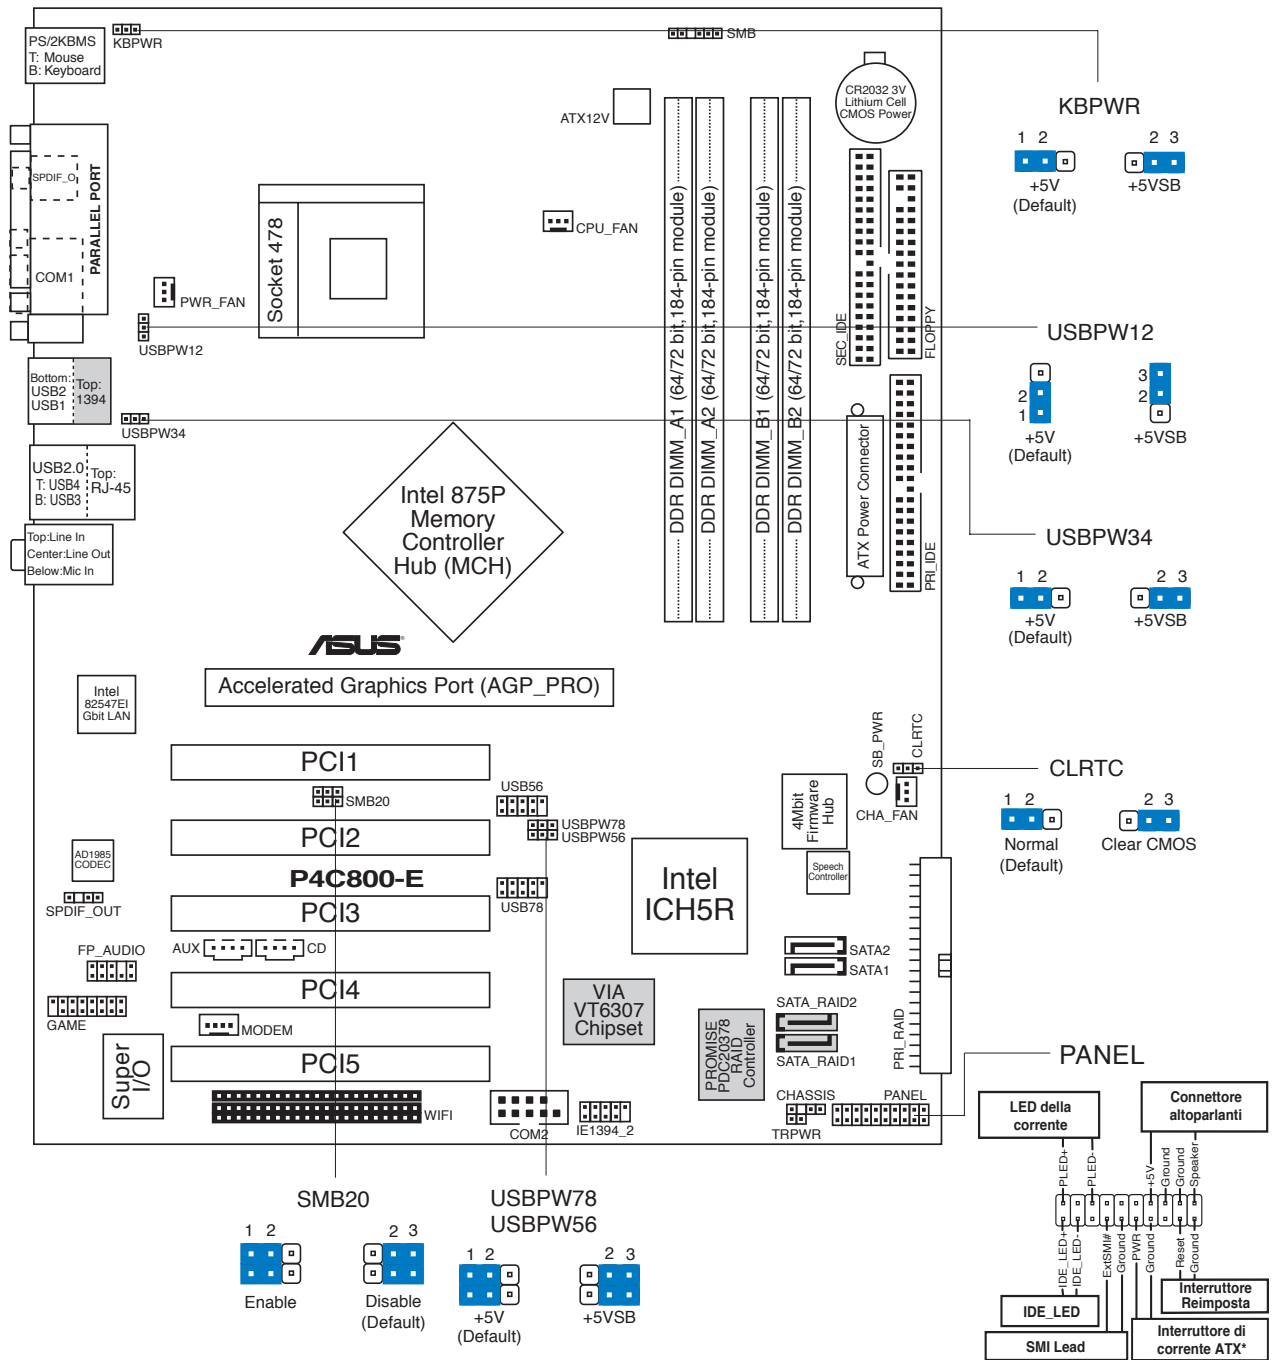 PS/2KBMS
T: Mouse
B: Keyboard
KBPWR
SMB
CR2032 3V
Lithium Cell
CMOS Power
ATX12V
KBPWR
1 2
2 3
+5V
(Default)
+5VSB
SPDIF_O
PARALLEL PORT
COM1
Socket 478
CPU_FAN
PWR_FAN
USBPW12
DDR DIMM_A1 (64/72 bit,184-pin module)
DDR DIMM_A2 (64/72 bit,184-pin module)
DDR DIMM_B1 (64/72 bit,184-pin module)
DDR DIMM_B2 (64/72 bit,184-pin module)
SEC_IDE
FLOPPY
USBPW12
3
2
2
1
+5V
(Default)
+5VSB
Bottom:
USB2
USB1
Top:
1394
USBPW34
USB2.0
T: USB4
B: USB3
Top:
RJ-45
Top:Line In
Center:Line Out
Below:Mic In
Intel 875P
Memory
Controller
Hub (MCH)
ATX Power Connector
PRI_IDE
USBPW34
1 2
2 3
+5V
(Default)
+5VSB
ASUS
®
Accelerated Graphics Port (AGP_PRO)
Intel
82547EI
Gbit LAN
PCI1
SMB20
USB56
USBPW78
USBPW56
SB_PWR
CLRTC
4Mbit
Firmware
Hub
CHA_FAN
CLRTC
1 2
2 3
Normal
(Default)
Clear CMOS
PCI2
AD1985
CODEC
P4C800-E
Intel
ICH5R
Speech
Controller
SPDIF_OUT
PCI3
USB78
AUX
CD
FP_AUDIO
SATA2
SATA1
GAME
PCI4
VIA
VT6307
Chipset
MODEM
SATA_RAID2
SATA_RAID1
PROMISE
PDC20378
RAID
Controller
PRI_RAID
Super
I/O
PCI5
WIFI
COM2
IE1394_2
CHASSIS
PANEL
TRPWR
PANEL
LED della
corrente
Connettore
altoparlanti
PLED+
PLED-
+5V
Ground
Ground
Speaker
IDE_LED+
IDE_LED-
ExtSMI#
Ground
PWR
Ground
Reset
Ground
Interruttore
Reimposta
IDE_LED
SMI Lead
Interruttore di
corrente ATX*
SMB20
1 2
2 3
Enable
Disable
(Default)
USBPW78
USBPW56
1 2
2 3
+5V
(Default)
+5VSB